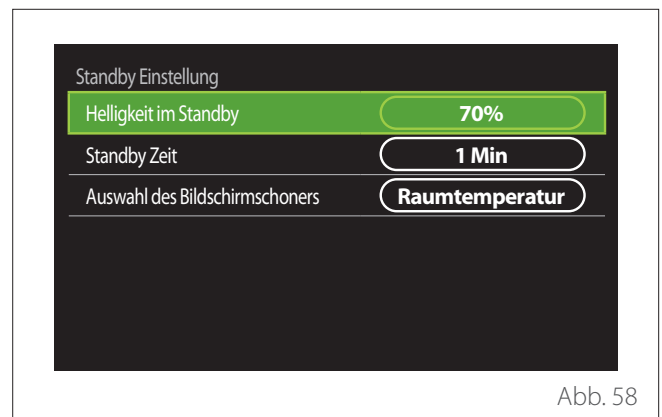 Standby Einstellung
Helligkeit im Standby 70%
Standby Zeit 1 Min
Auswahl des Bildschirmschoners Raumtemperatur
Abb. 58